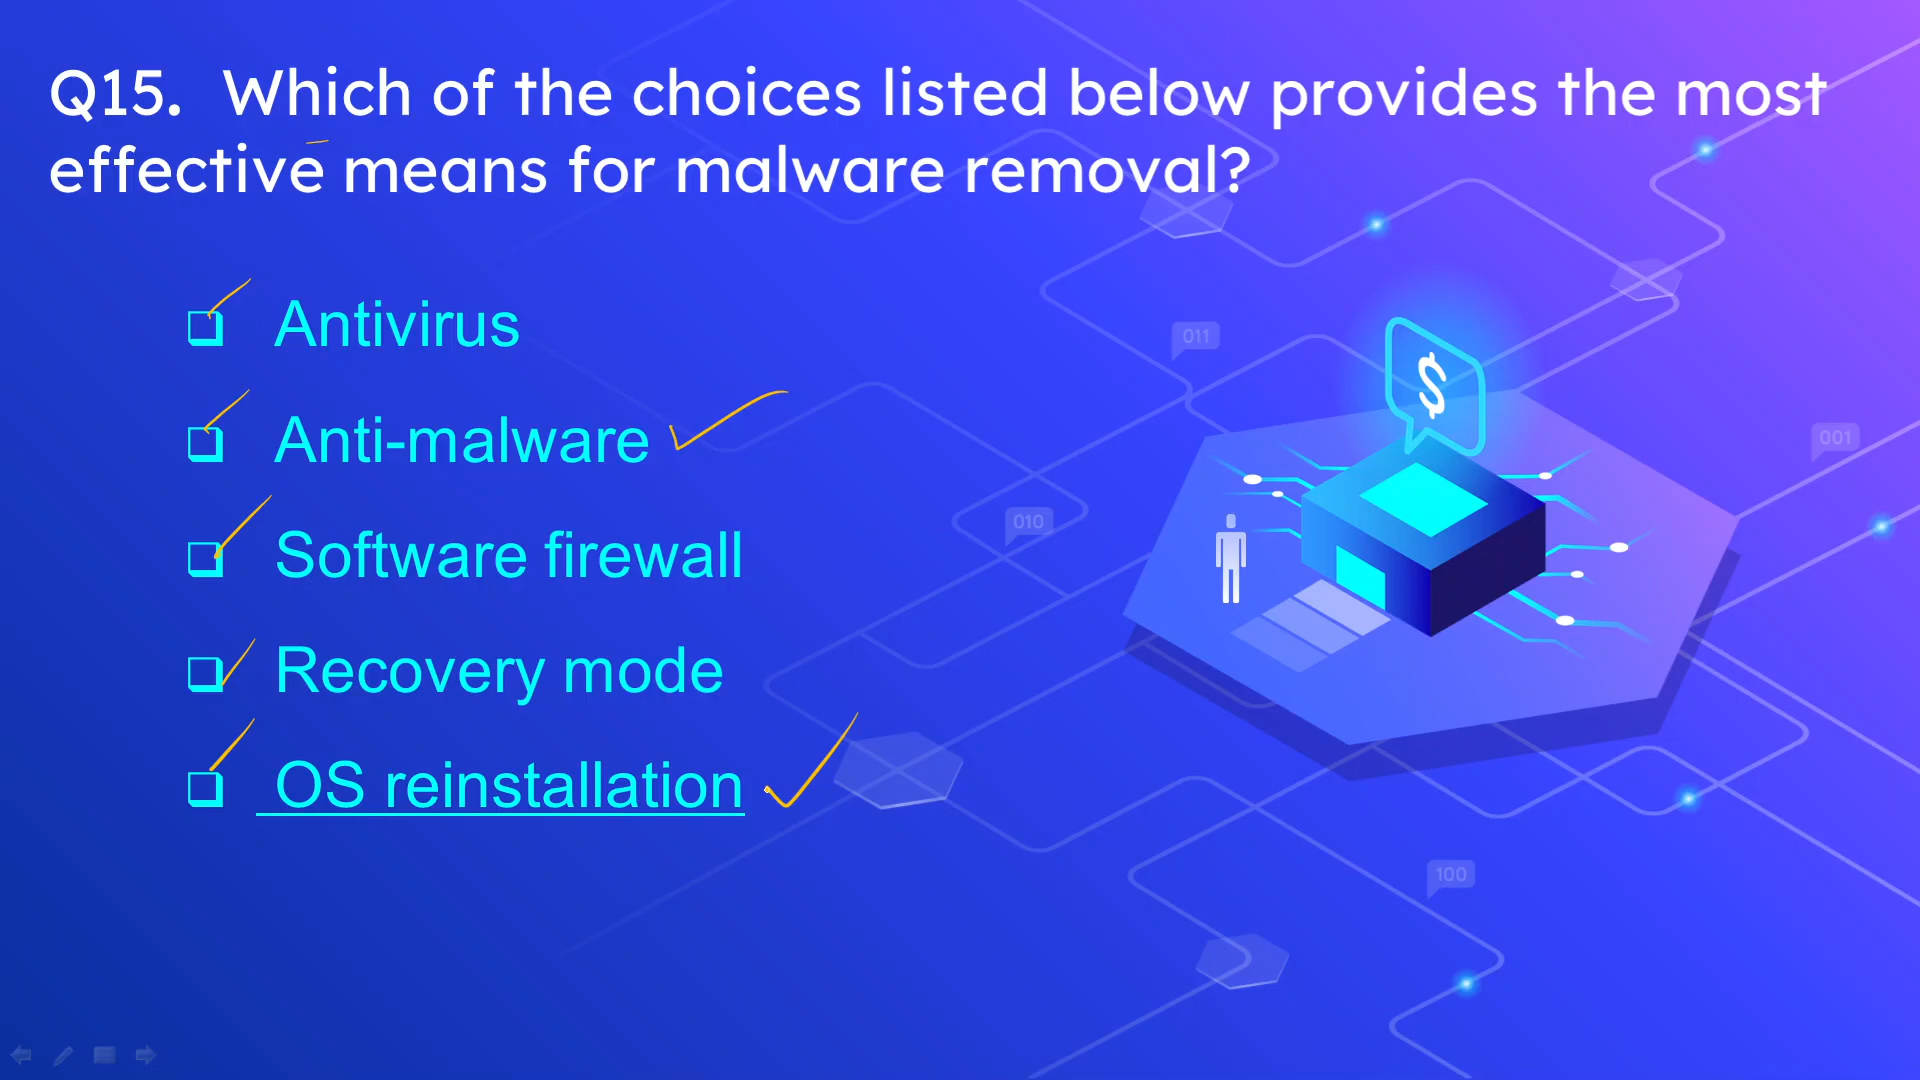 Q15. Which of the choices listed below provides the most
effective means for malware removal?
Antivirus
Anti-malware
Software firewall
Recovery mode
OS reinstallation
$
011
010
001
100